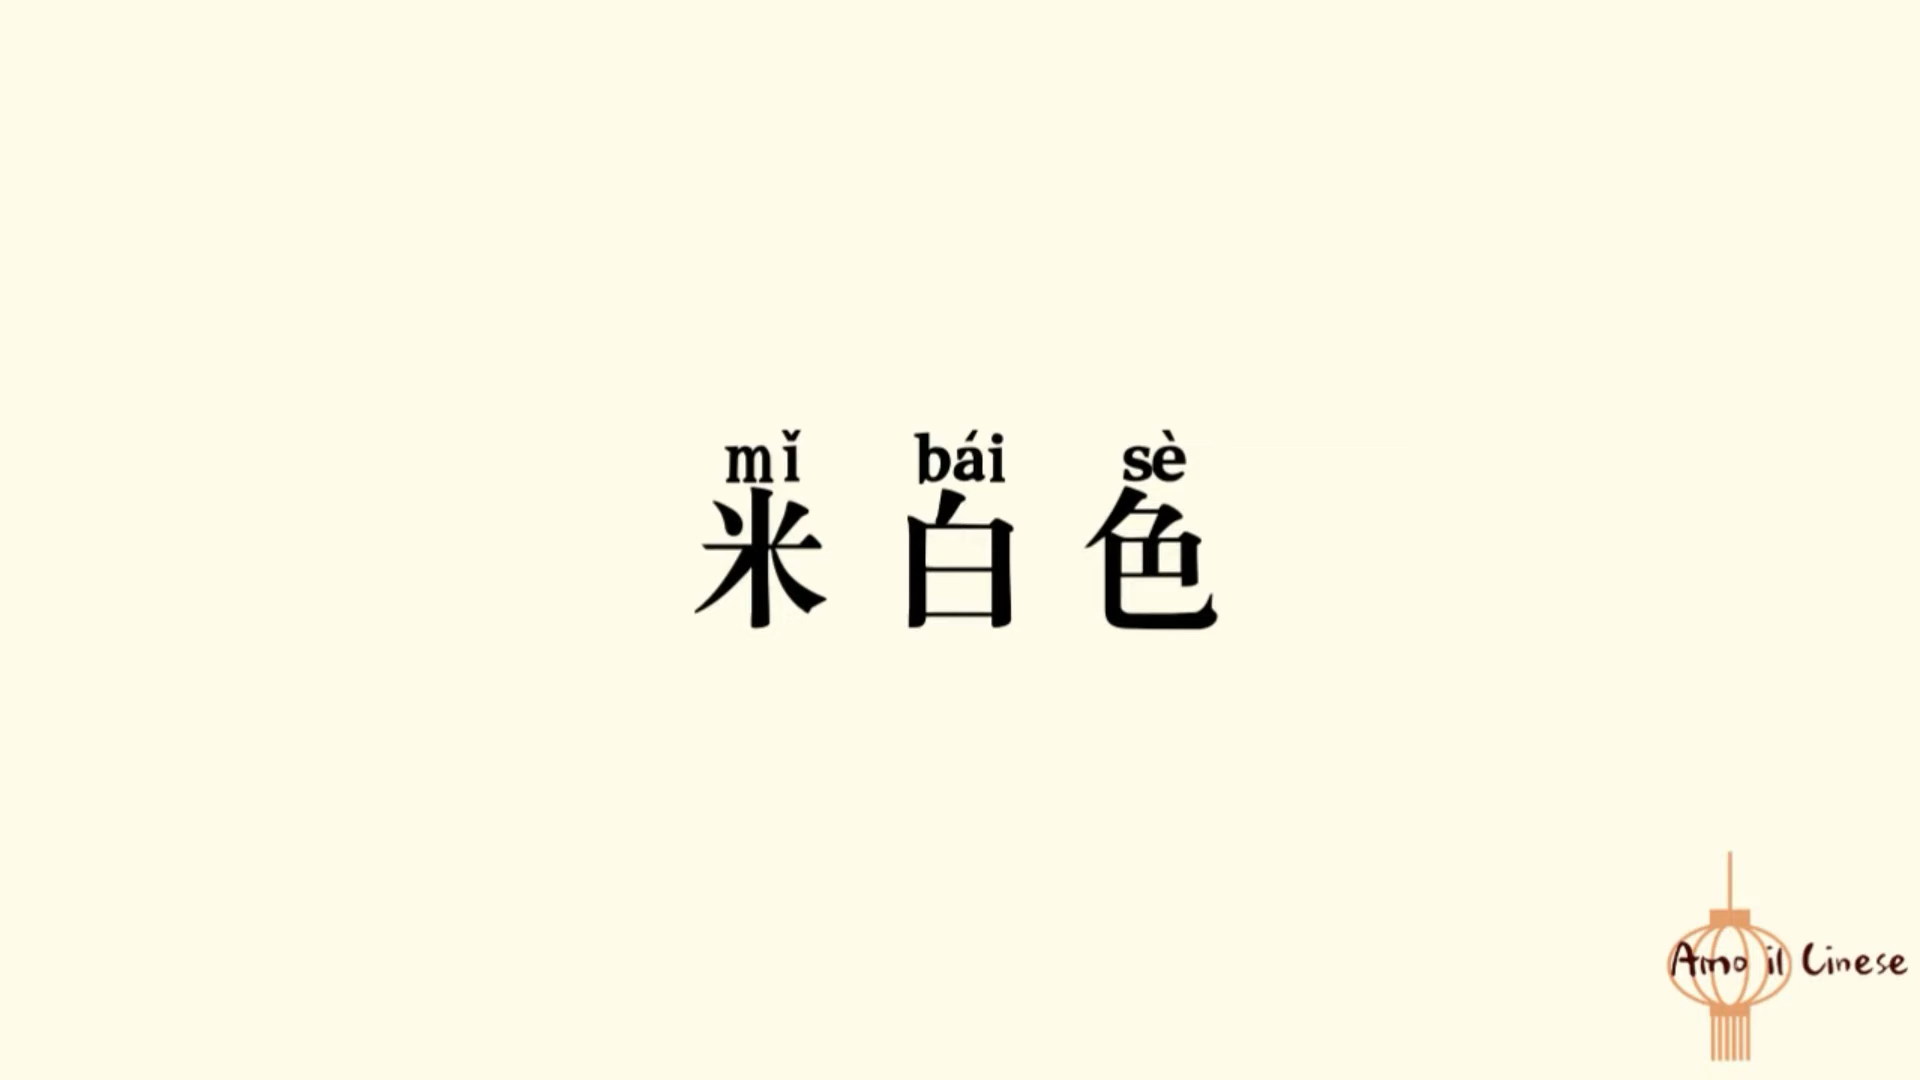 mǐ bái sè
米白色
Amo il Cinese